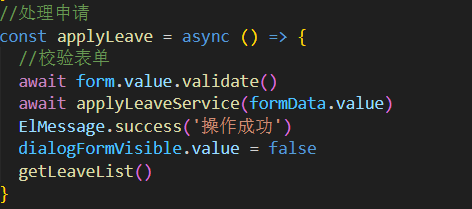 //处理申请
const applyLeave = async () => {
  //校验表单
  await form.value.validate()
  await applyLeaveService(formData.value)
  ElMessage.success('操作成功')
  dialogFormVisible.value = false
  getLeaveList()
}